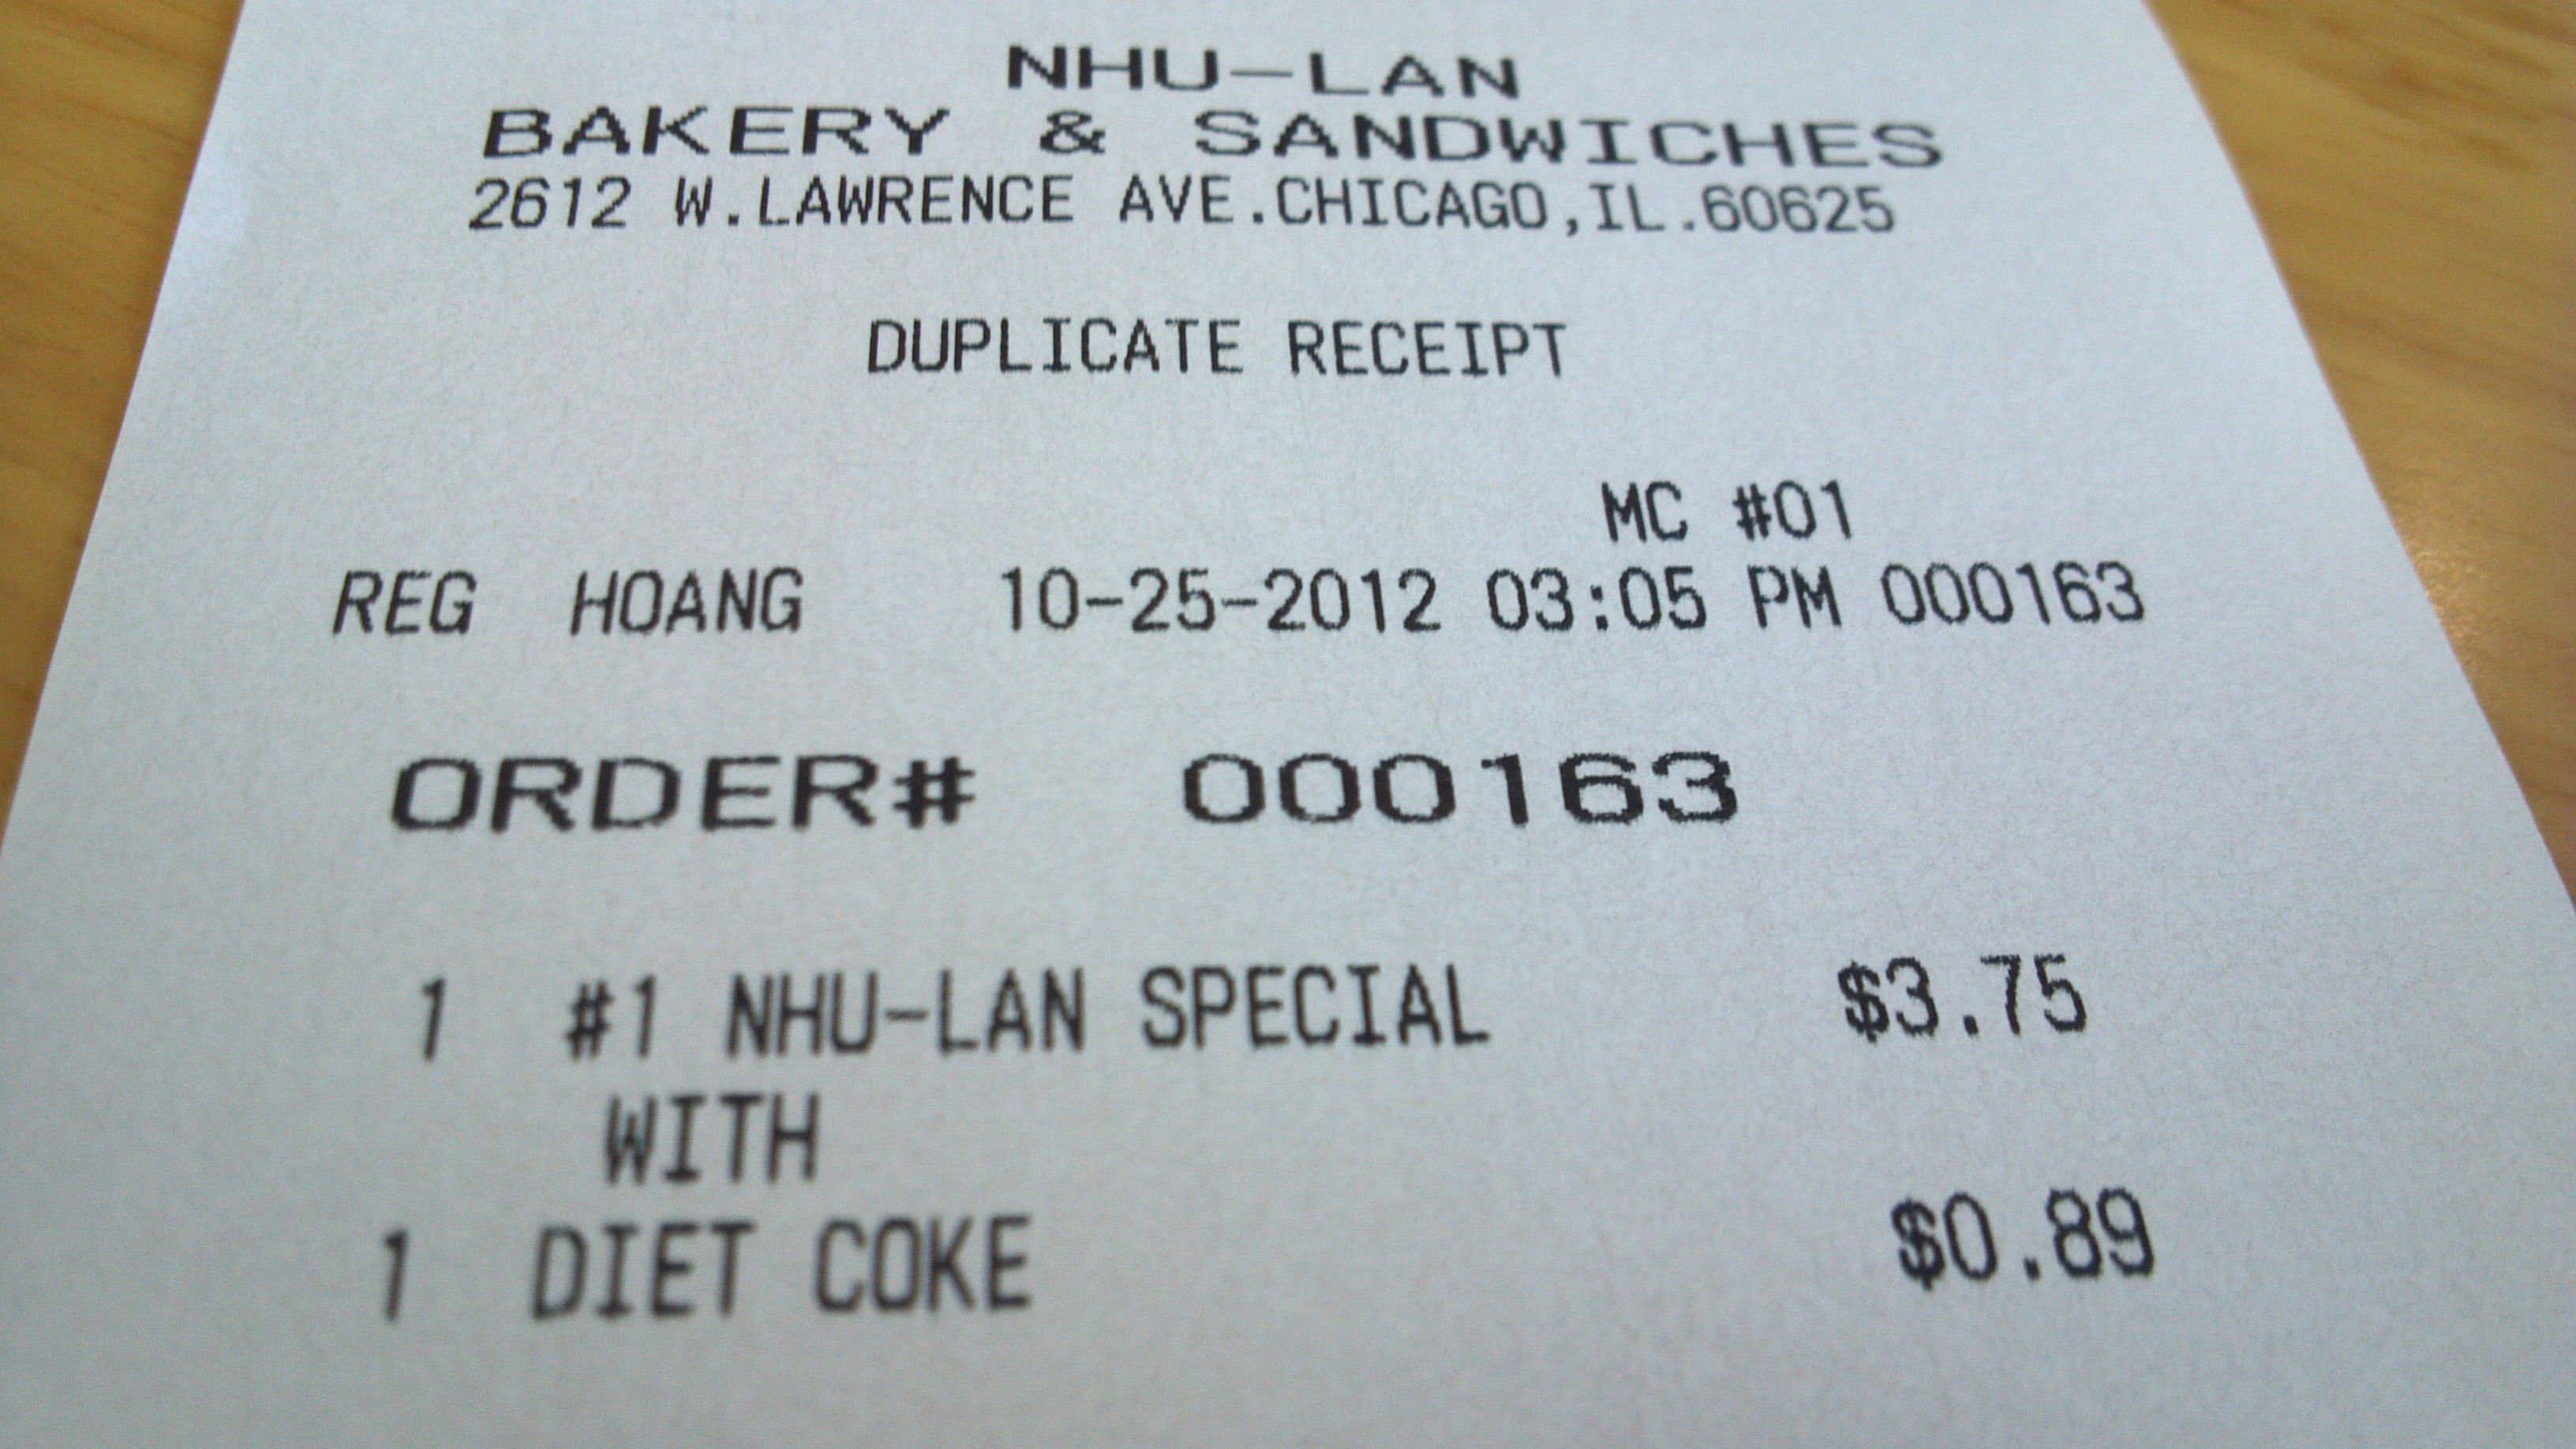 NHU-LAN
BAKERY & SANDWICHES
2612 W.LAWRENCE AVE.CHICAGO,IL.60625
DUPLICATE RECEIPT
MC #01
REG HOANG 10-25-2012 03:05 PM 000163
ORDER# 000163
1 #1 NHU-LAN SPECIAL $3.75
WITH
1 DIET COKE $0.89